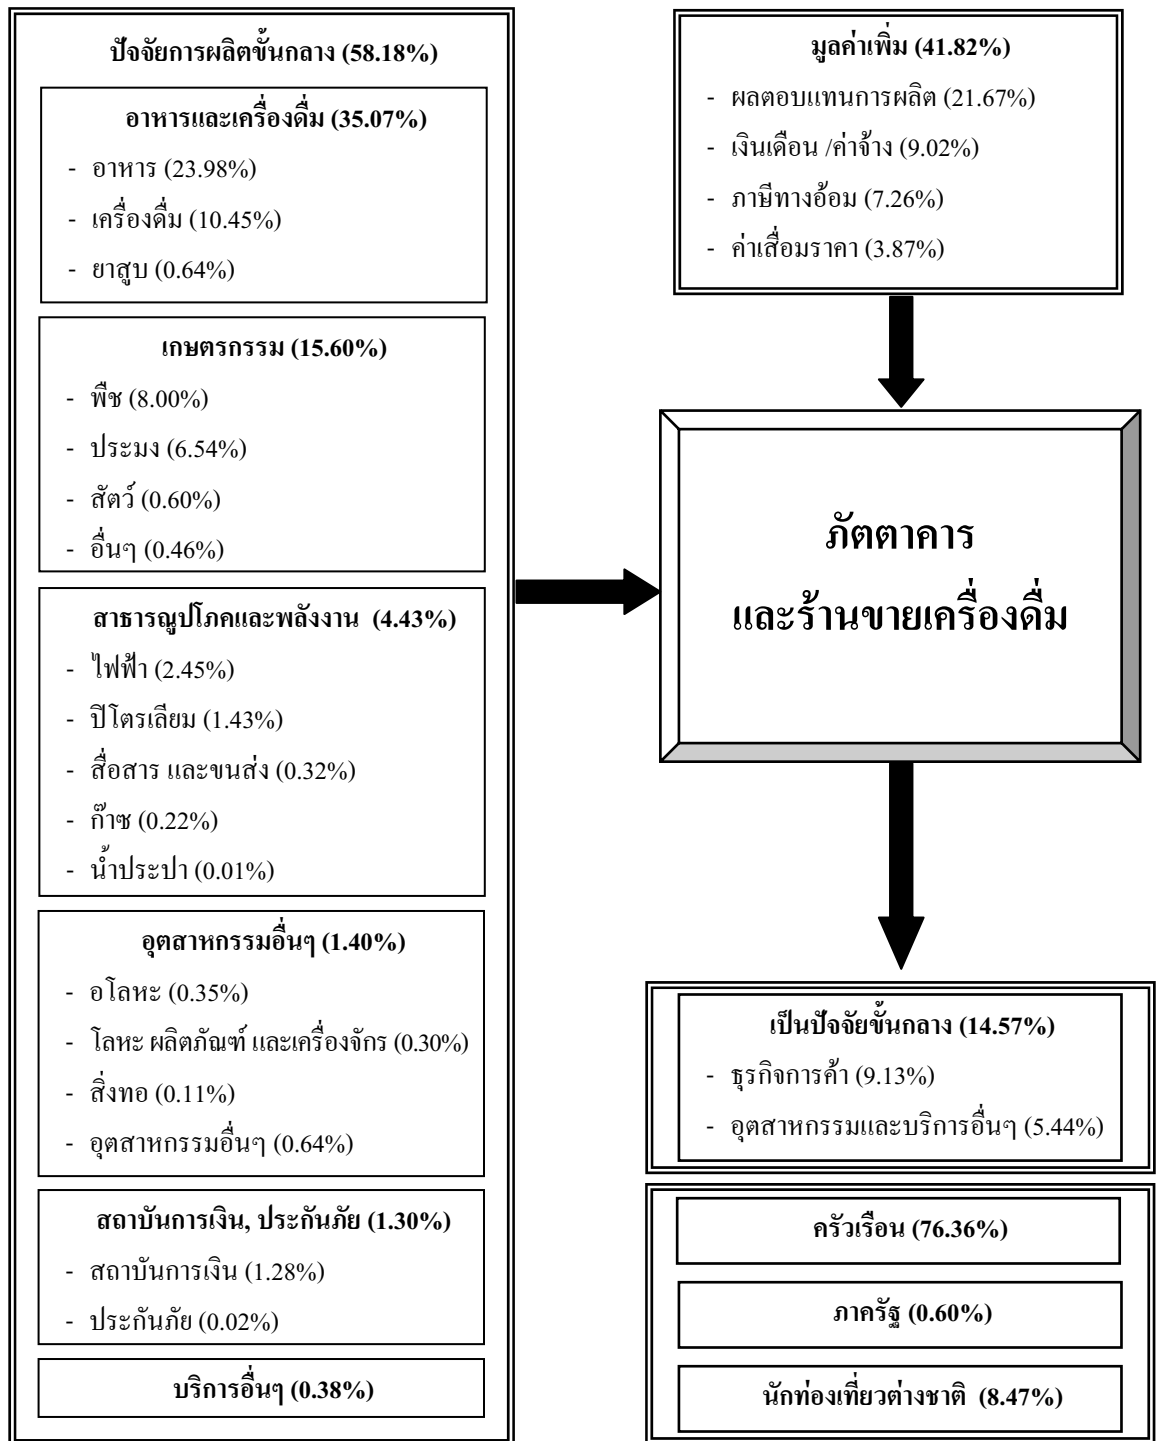 ปัจจัยการผลิตขั้นกลาง (58.18%)
อาหารและเครื่องดื่ม (35.07%)
- อาหาร (23.98%)
- เครื่องดื่ม (10.45%)
- ยาสูบ (0.64%)
เกษตรกรรม (15.60%)
- พืช (8.00%)
- ประมง (6.54%)
- สัตว์ (0.60%)
- อื่นๆ (0.46%)
สาธารณูปโภคและพลังงาน (4.43%)
- ไฟฟ้า (2.45%)
- ปิโตรเลียม (1.43%)
- สื่อสาร และขนส่ง (0.32%)
- ก๊าซ (0.22%)
- น้ำประปา (0.01%)
อุตสาหกรรมอื่นๆ (1.40%)
- อโลหะ (0.35%)
- โลหะ ผลิตภัณฑ์ และเครื่องจักร (0.30%)
- สิ่งทอ (0.11%)
- อุตสาหกรรมอื่นๆ (0.64%)
สถาบันการเงิน, ประกันภัย (1.30%)
- สถาบันการเงิน (1.28%)
- ประกันภัย (0.02%)
บริการอื่นๆ (0.38%)
มูลค่าเพิ่ม (41.82%)
- ผลตอบแทนการผลิต (21.67%)
- เงินเดือน /ค่าจ้าง (9.02%)
- ภาษีทางอ้อม (7.26%)
- ค่าเสื่อมราคา (3.87%)
ภัตตาคาร
และร้านขายเครื่องดื่ม
เป็นปัจจัยขั้นกลาง (14.57%)
- ธุรกิจการค้า (9.13%)
- อุตสาหกรรมและบริการอื่นๆ (5.44%)
ครัวเรือน (76.36%)
ภาครัฐ (0.60%)
นักท่องเที่ยวต่างชาติ (8.47%)